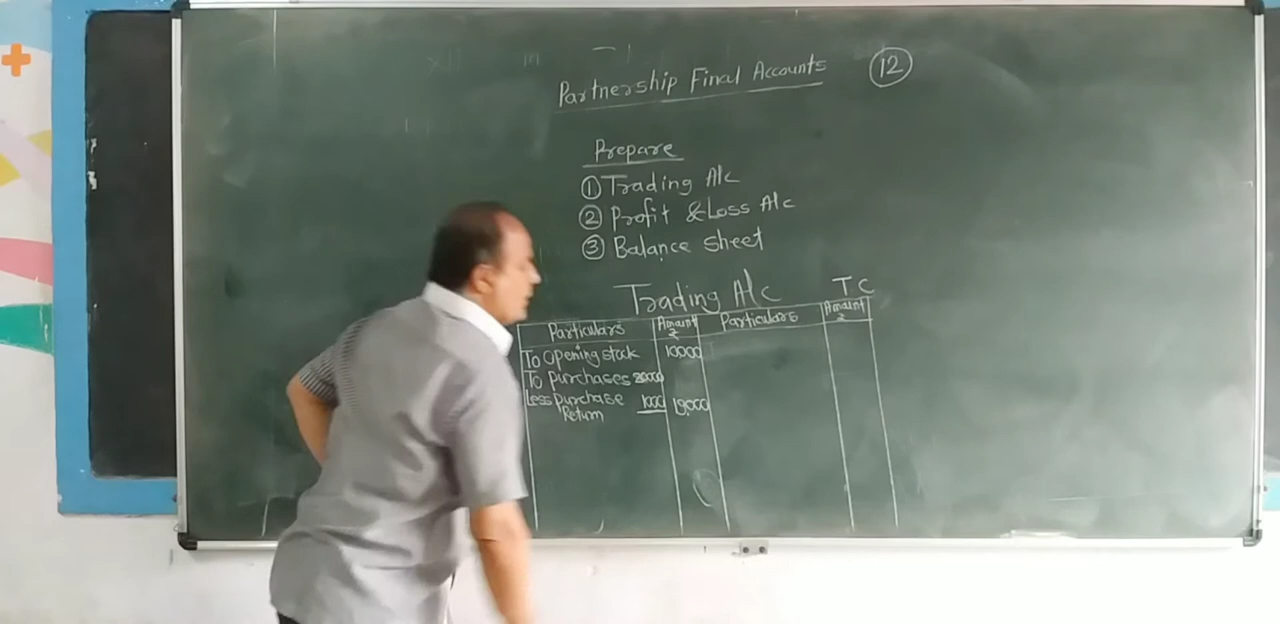 Partnership Final Accounts 12
Prepare
1 Trading A/c
2 Profit & Loss A/c
3 Balance Sheet
Trading A/c T C
Particulars Amount ₹ Particulars Amount ₹
To Opening stock 10000
To purchases 20000
Less purchase 1000 19000
Return